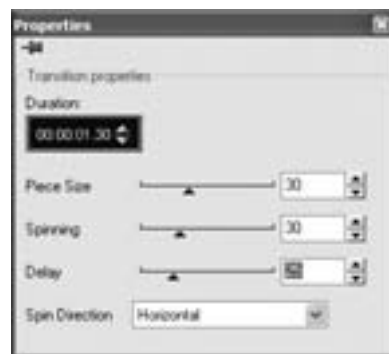 Properties
Transition properties
Duration:
00:00:01.30
Piece Size 30
Spinning 30
Delay
Spin Direction Horizontal